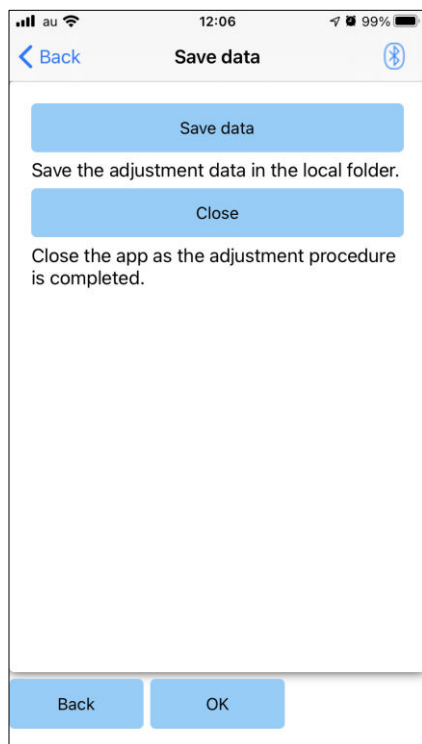 au 12:06 99%
Back Save data
Save data
Save the adjustment data in the local folder.
Close
Close the app as the adjustment procedure
is completed.
Back OK